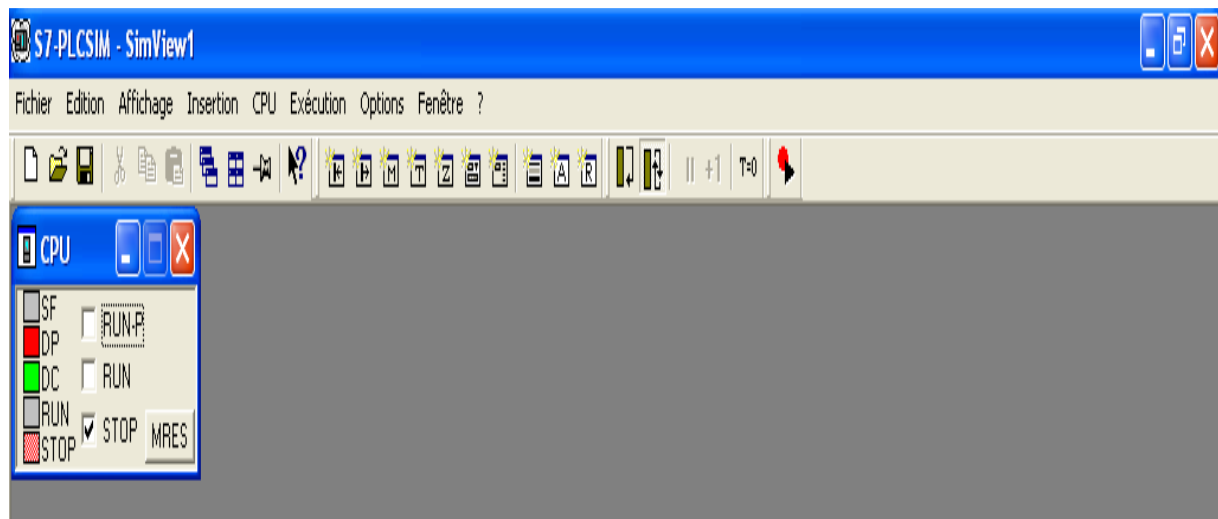 S7-PLCSIM - SimView1
Fichier Edition Affichage Insertion CPU Exécution Options Fenêtre ?
M T Z A R +1 T=0
CPU
SF
RUN-P
DP
DC RUN
RUN
STOP STOP MRES